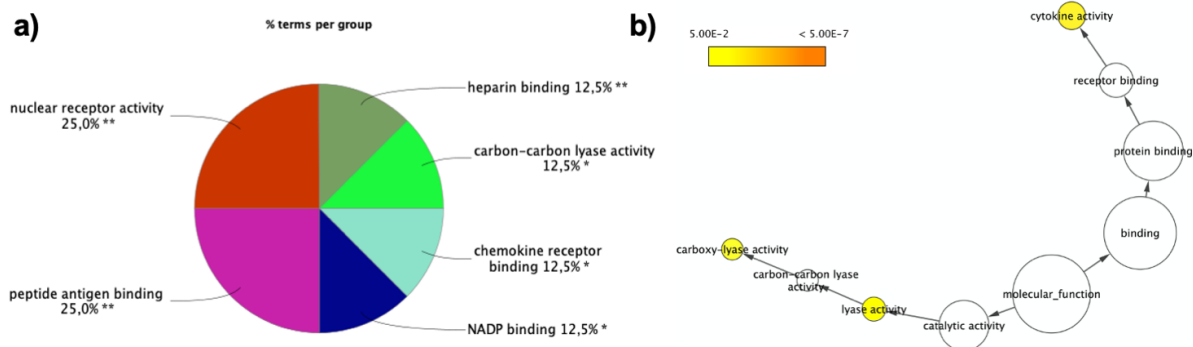 a)
% terms per group
heparin binding 12,5% **
nuclear receptor activity
25,0% **
carbon-carbon lyase activity
12,5% *
chemokine receptor
binding 12,5% *
peptide antigen binding
25,0% **
NADP binding 12,5% *
b)
5.00E-2
< 5.00E-7
cytokine activity
receptor binding
protein binding
binding
carboxy-lyase activity
carbon-carbon lyase
activity
molecular_function
lyase activity
catalytic activity